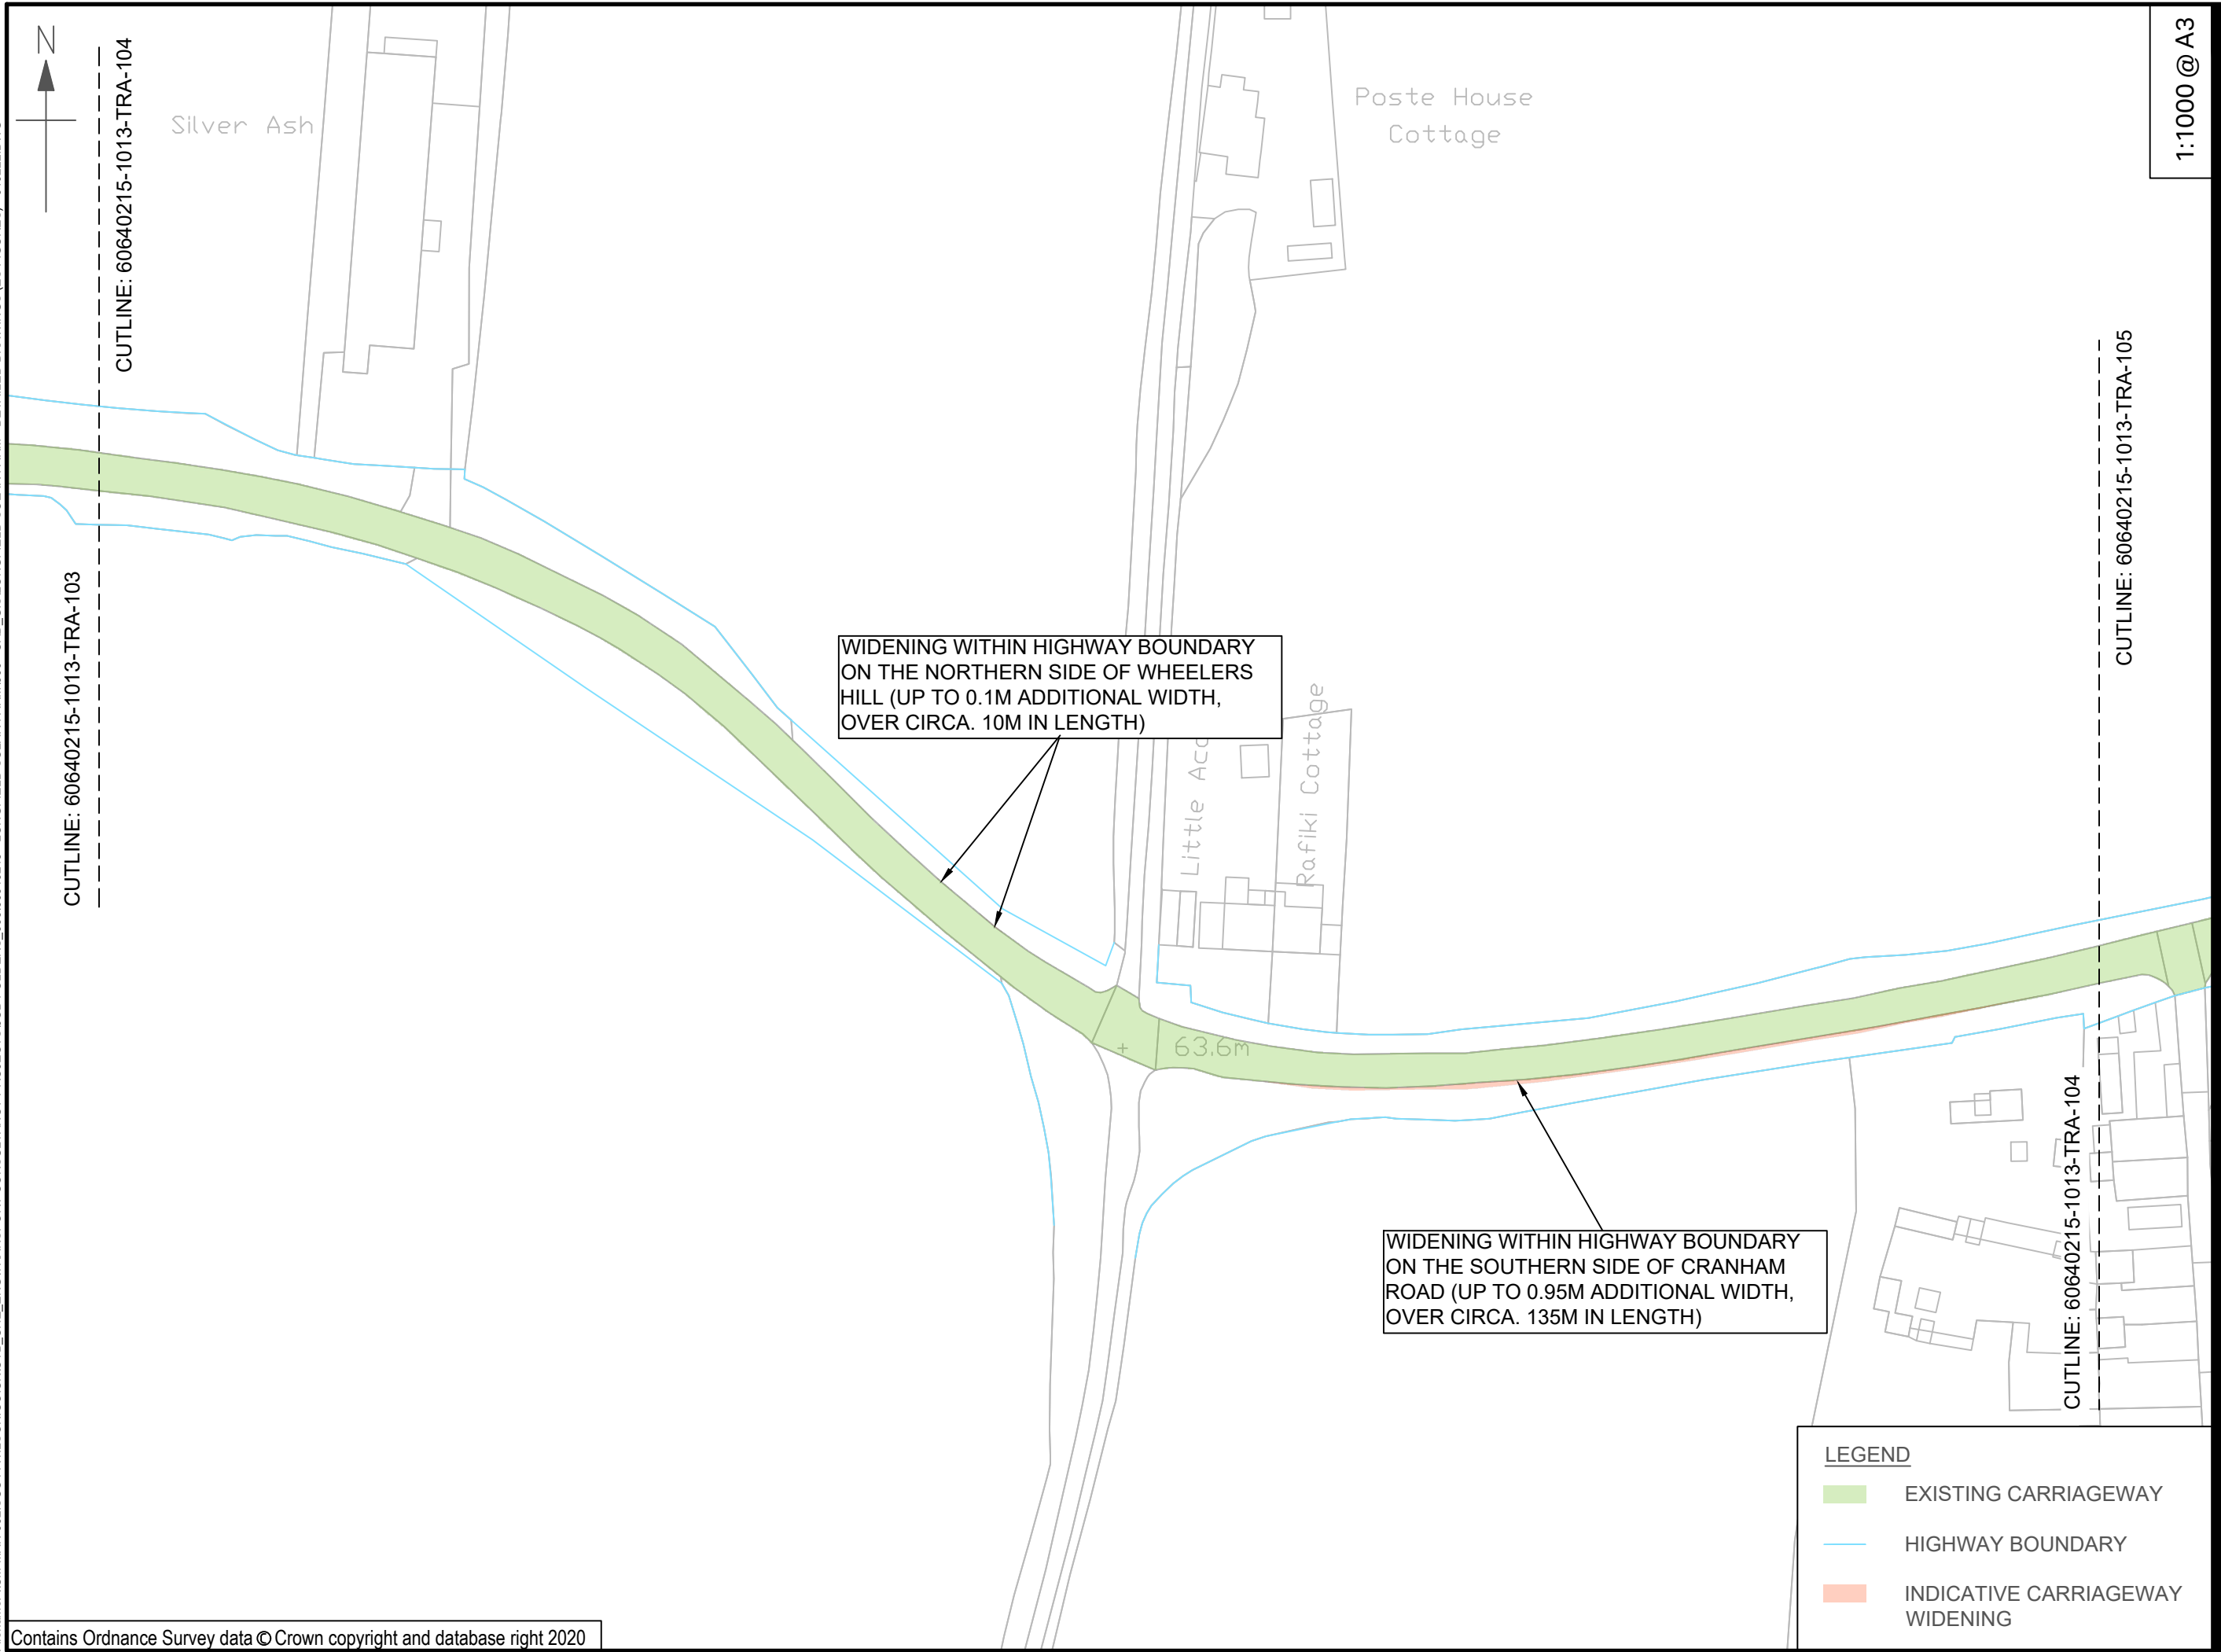 N
CUTLINE: 60640215-1013-TRA-104
Silver Ash
Poste House
Cottage
1:1000 @ A3
CUTLINE: 60640215-1013-TRA-103
CUTLINE: 60640215-1013-TRA-105
WIDENING WITHIN HIGHWAY BOUNDARY
ON THE NORTHERN SIDE OF WHEELERS
HILL (UP TO 0.1M ADDITIONAL WIDTH,
OVER CIRCA. 10M IN LENGTH)
Little
Rafiki Cottage
63.6m
WIDENING WITHIN HIGHWAY BOUNDARY
ON THE SOUTHERN SIDE OF CRANHAM
ROAD (UP TO 0.95M ADDITIONAL WIDTH,
OVER CIRCA. 135M IN LENGTH)
CUTLINE: 60640215-1013-TRA-104
LEGEND
EXISTING CARRIAGEWAY
HIGHWAY BOUNDARY
INDICATIVE CARRIAGEWAY
WIDENING
Contains Ordnance Survey data © Crown copyright and database right 2020